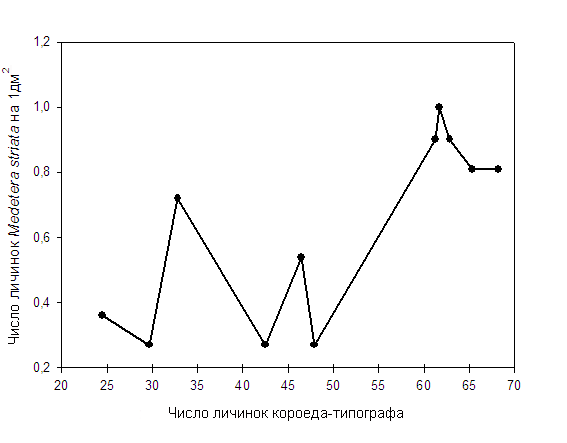 Число личинок Medetera striata на 1дм2
1,2
1,0
0,8
0,6
0,4
0,2
20 25 30 35 40 45 50 55 60 65 70
Число личинок короеда-типографа